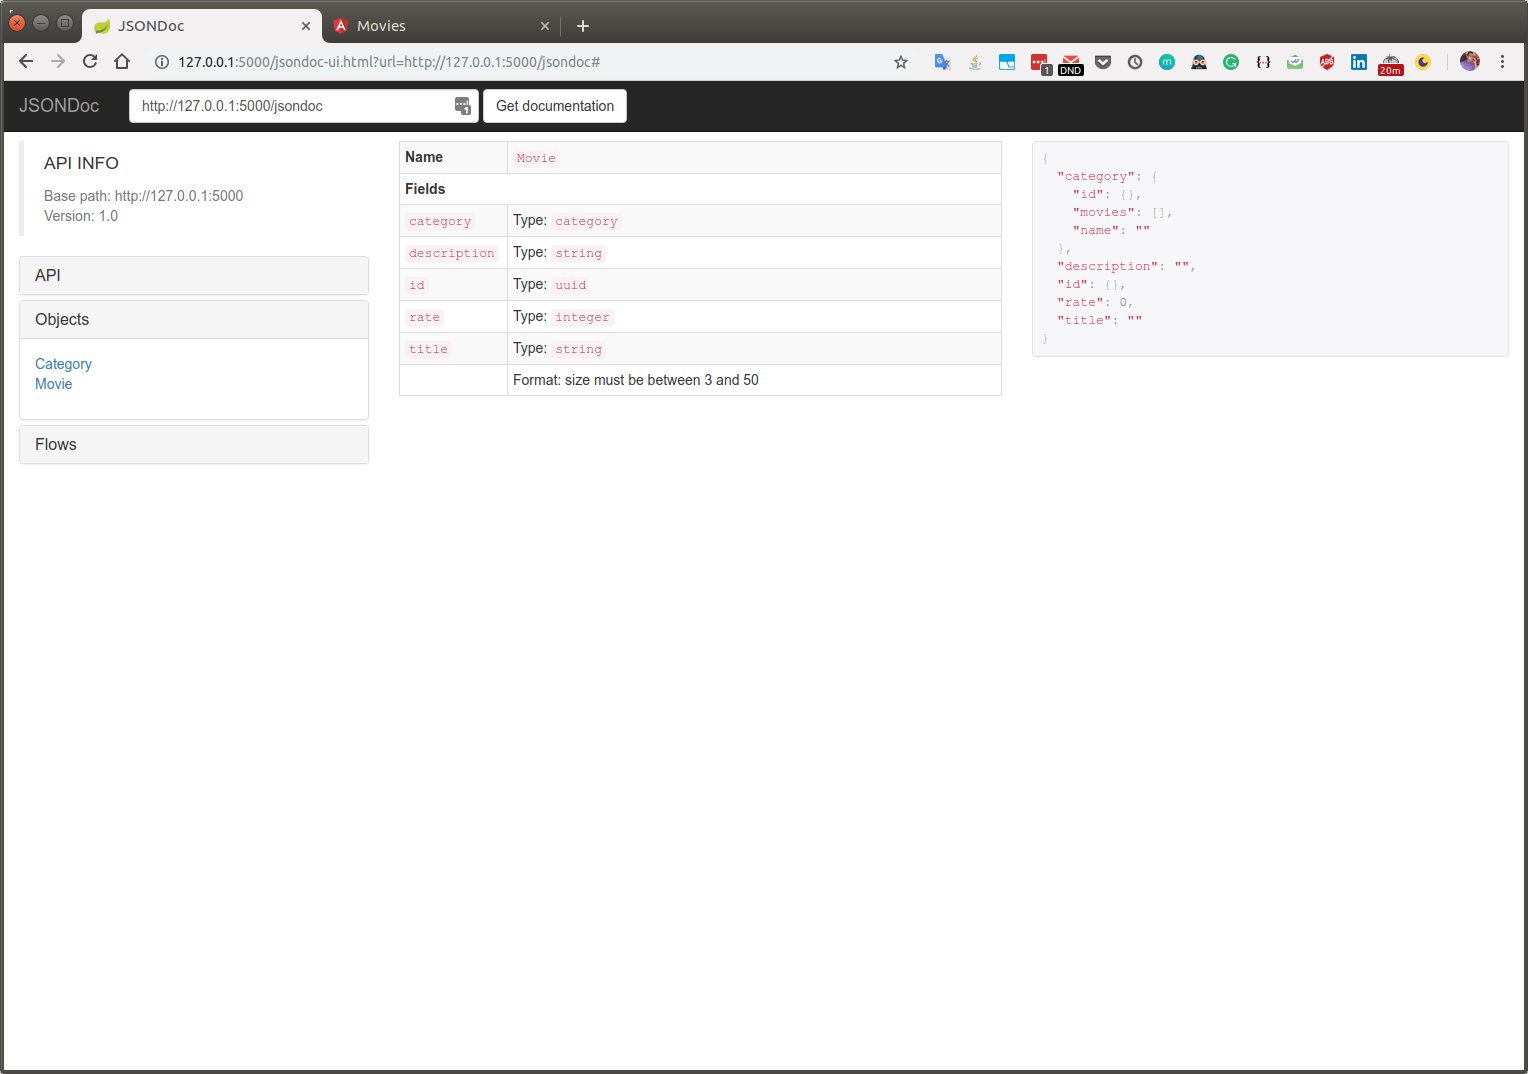 JSONDoc
Movies
127.0.0.1:5000/jsondoc-ui.html?url=http://127.0.0.1:5000/jsondoc#
1
DND
m
ABP
in
20m
JSONDoc
http://127.0.0.1:5000/jsondoc
1
Get documentation
API INFO
Base path: http://127.0.0.1:5000
Version: 1.0
API
Objects
Category
Movie
Flows
Name Movie
Fields
category Type: category
description Type: string
id Type: uuid
rate Type: integer
title Type: string
Format: size must be between 3 and 50
{
"category": {
"id": {},
"movies": [],
"name": ""
},
"description": "",
"id": {},
"rate": 0,
"title": ""
}